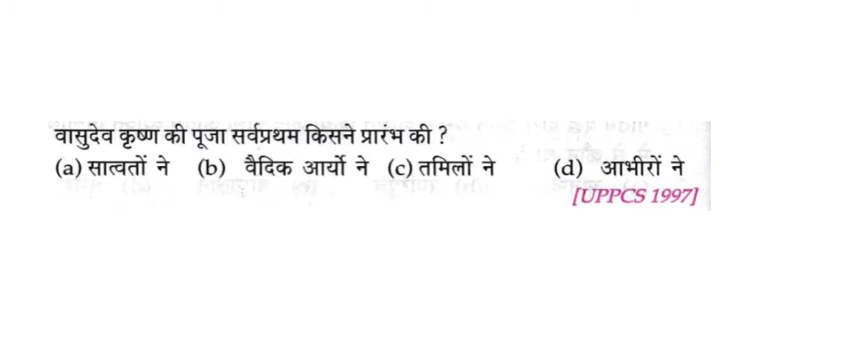 वासुदेव कृष्ण की पूजा सर्वप्रथम किसने प्रारंभ की ?
(a) सात्वतों ने (b) वैदिक आर्यो ने (c) तमिलों ने (d) आभीरों ने
[UPPCS 1997]